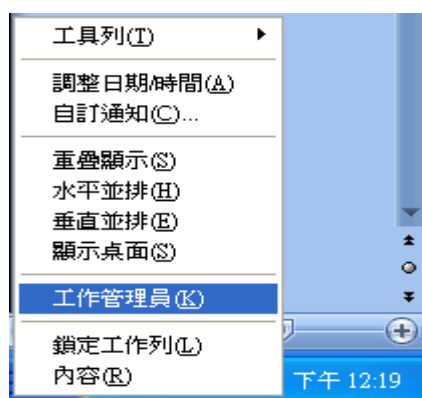 工具列(T)
調整日期/時間(A)
自訂通知(C)...
重疊顯示(S)
水平並排(H)
垂直並排(E)
顯示桌面(S)
工作管理員(K)
鎖定工作列(L)
內容(R)
下午 12:19